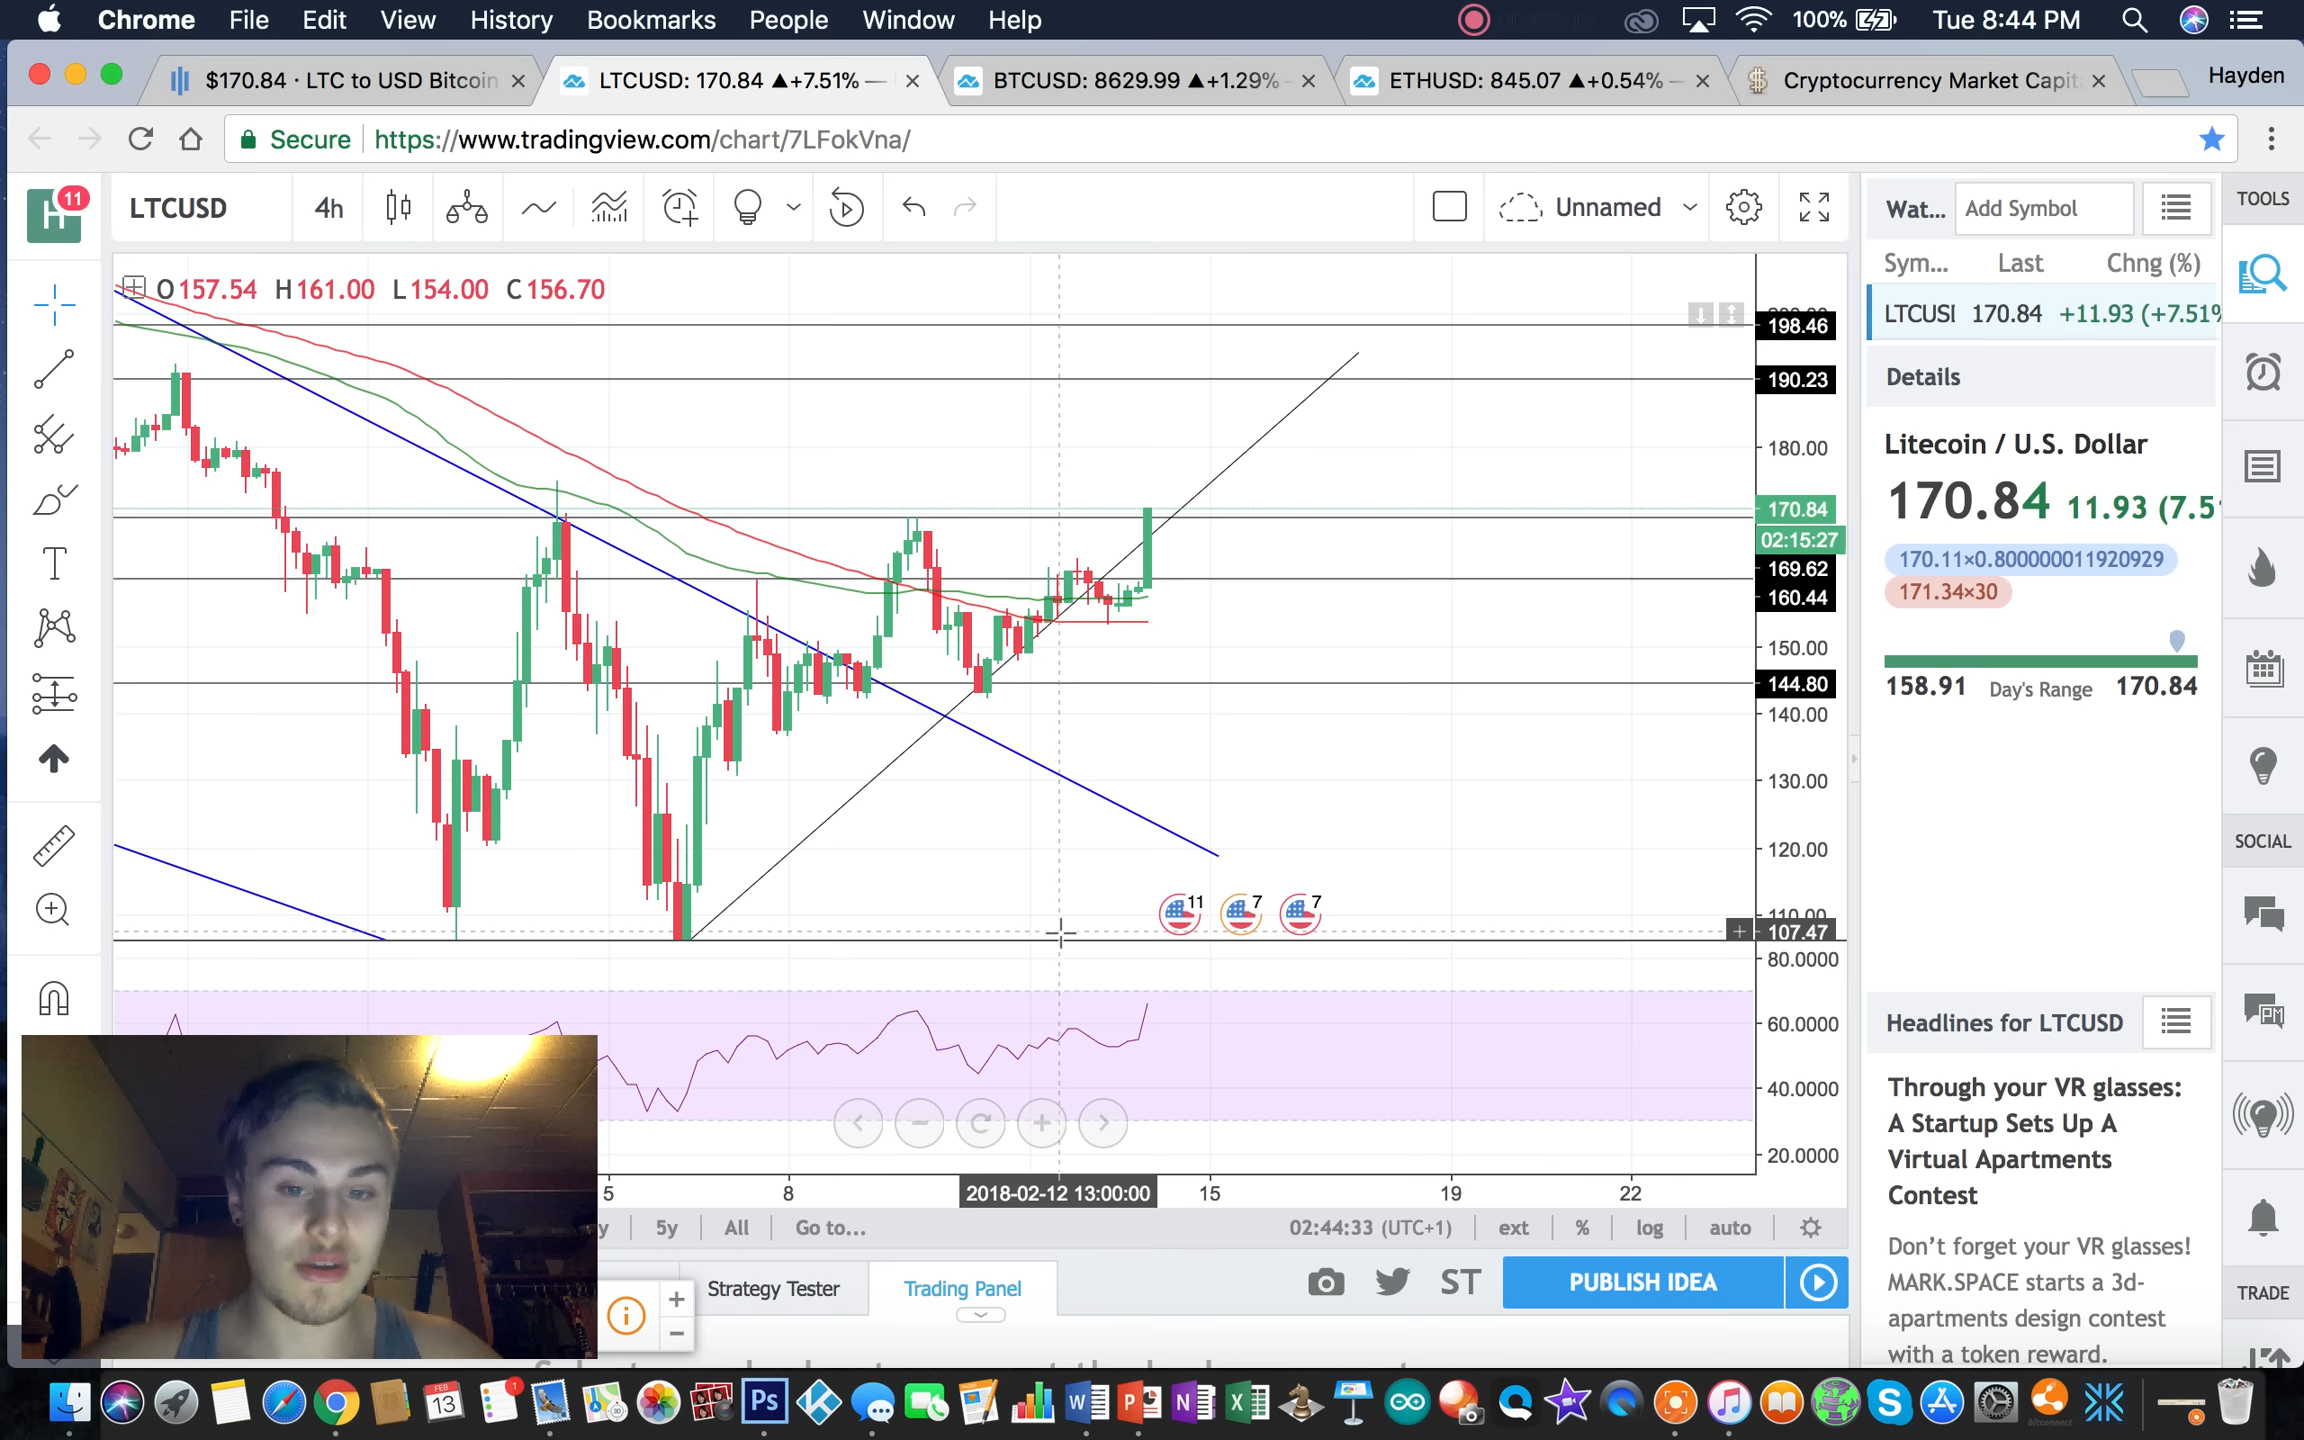 Chrome File Edit View History Bookmarks People Window Help 100% Tue 8:44 PM
$170.84 · LTC to USD Bitcoin
LTCUSD: 170.84 ▲+7.51% —
BTCUSD: 8629.99 ▲+1.29% -
ETHUSD: 845.07 ▲+0.54% —
Cryptocurrency Market Capit
Hayden
Secure https://www.tradingview.com/chart/7LFokVna/
H 11
LTCUSD 4h
Unnamed
Wat... Add Symbol
TOOLS
Sym... Last Chng (%)
LTCUSI 170.84 +11.93 (+7.51%
O 157.54 H 161.00 L 154.00 C 156.70
Details
Litecoin / U.S. Dollar
170.84 11.93 (7.5
170.11×0.800000011920929
171.34×30
158.91 Day's Range 170.84
198.46
190.23
180.00
170.84
02:15:27
169.62
160.44
150.00
144.80
140.00
130.00
120.00
110.00
107.47
11 7 7
80.0000
60.0000
40.0000
20.0000
5 8 2018-02-12 13:00:00 15 19 22
y 5y All Go to... 02:44:33 (UTC+1) ext % log auto
Strategy Tester Trading Panel ST PUBLISH IDEA
SOCIAL
PM
Headlines for LTCUSD
Through your VR glasses:
A Startup Sets Up A
Virtual Apartments
Contest
Don’t forget your VR glasses!
MARK.SPACE starts a 3d-
apartments design contest
with a token reward.
TRADE
FEB
13
1
Ps
W P N X S
bitconnect